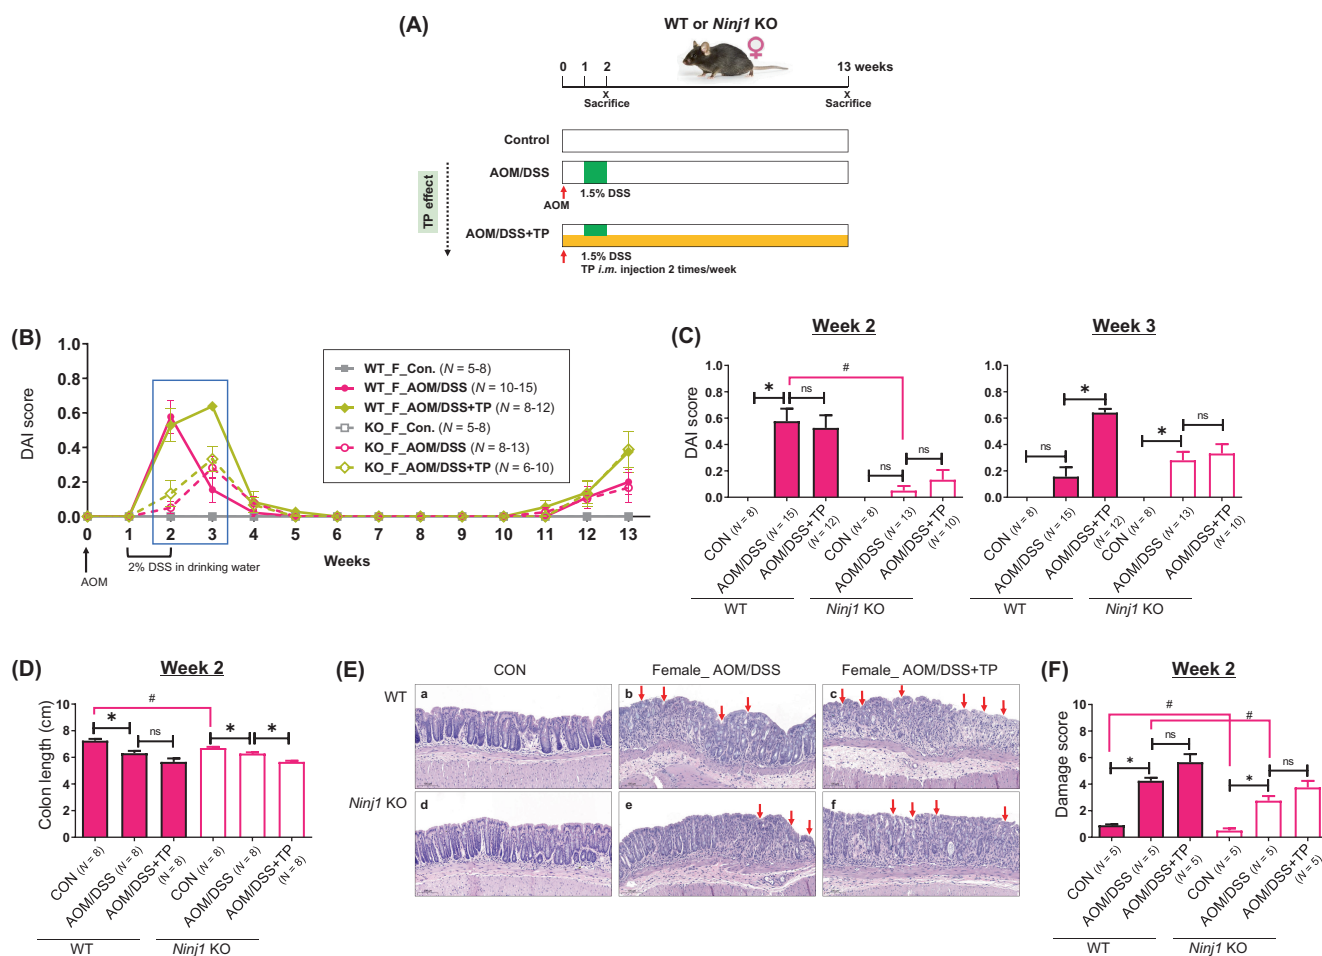 (A)
WT or Ninj1 KO
♀
0 1 2 13 weeks
x x
Sacrifice Sacrifice
Control
AOM/DSS
1.5% DSS
AOM
TP effect
AOM/DSS+TP
1.5% DSS
TP i.m. injection 2 times/week
(B)
DAI score
1.0
0.8
0.6
0.4
0.2
0.0
WT_F_Con. (N = 5-8)
WT_F_AOM/DSS (N = 10-15)
WT_F_AOM/DSS+TP (N = 8-12)
KO_F_Con. (N = 5-8)
KO_F_AOM/DSS (N = 8-13)
KO_F_AOM/DSS+TP (N = 6-10)
0 1 2 3 4 5 6 7 8 9 10 11 12 13
Weeks
2% DSS in drinking water
AOM
(C)
Week 2
DAI score
1.0
0.8
0.6
0.4
0.2
0.0
#
* ns
ns ns
CON (N = 8)
AOM/DSS (N = 15)
AOM/DSS+TP
(N = 12)
CON (N = 8)
AOM/DSS (N = 13)
AOM/DSS+TP
(N = 10)
WT Ninj1 KO
Week 3
1.0
0.8
0.6
0.4
0.2
0.0
*
ns * ns
CON (N = 8)
AOM/DSS (N = 15)
AOM/DSS+TP
(N = 12)
CON (N = 8)
AOM/DSS (N = 13)
AOM/DSS+TP
(N = 10)
WT Ninj1 KO
(D)
Week 2
Colon length (cm)
10
8
6
4
2
0
#
* ns * *
CON (N = 8)
AOM/DSS (N = 8)
AOM/DSS+TP
(N = 8)
CON (N = 8)
AOM/DSS (N = 8)
AOM/DSS+TP
(N = 8)
WT Ninj1 KO
(E)
CON Female_ AOM/DSS Female_ AOM/DSS+TP
WT
a b c
Ninj1 KO
d e f
(F)
Week 2
Damage score
10
8
6
4
2
0
#
#
* ns
* ns
CON (N = 5)
AOM/DSS (N = 5)
AOM/DSS+TP
(N = 5)
CON (N = 5)
AOM/DSS (N = 5)
AOM/DSS+TP
(N = 5)
WT Ninj1 KO